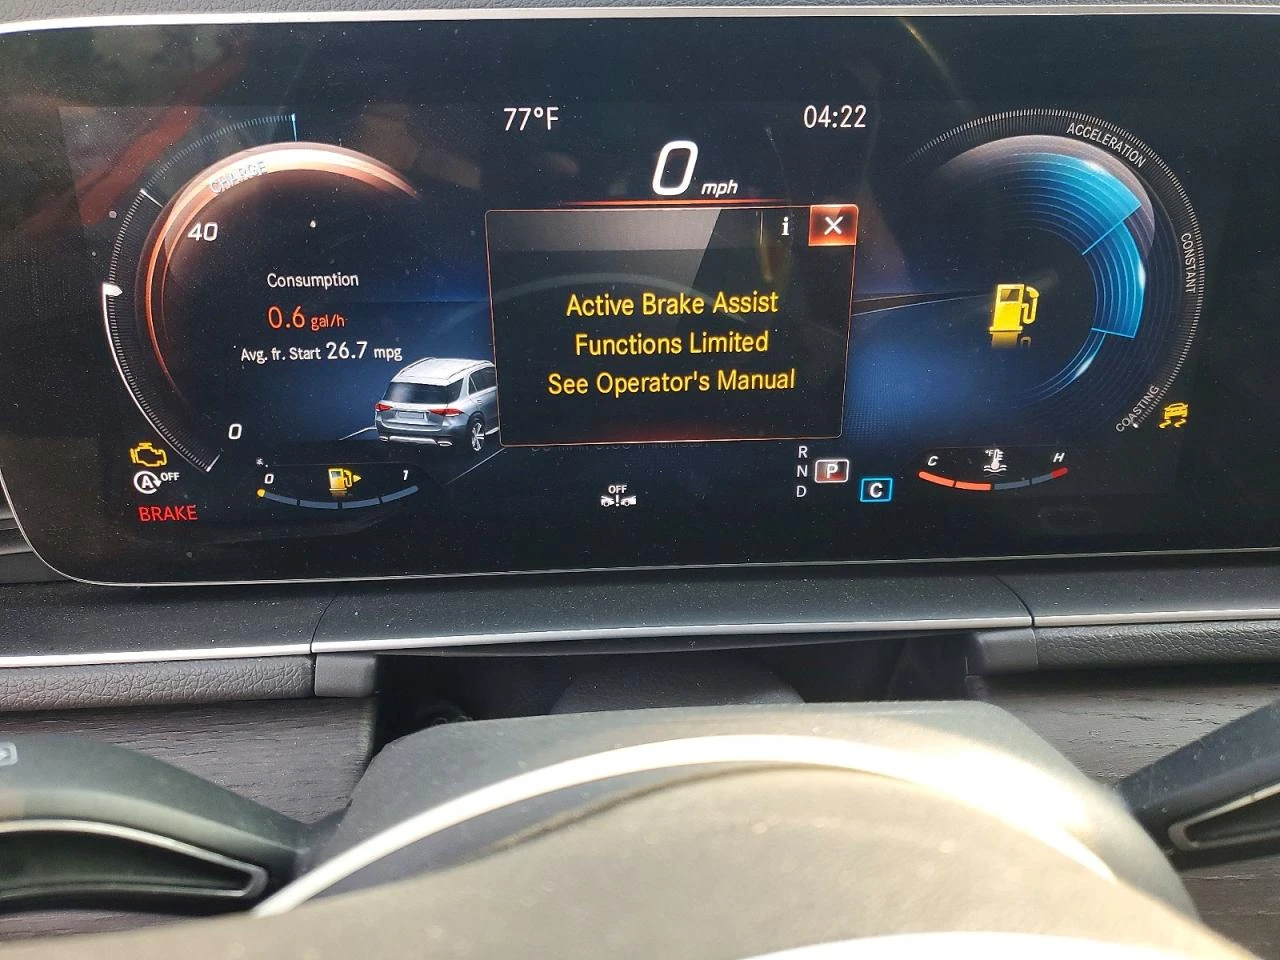 77°F
04:22
0 mph
CHARGE
40
0
Consumption
0.6 gal/h
Avg. fr. Start 26.7 mpg
i
Active Brake Assist
Functions Limited
See Operator's Manual
ACCELERATION
CONSTANT
COASTING
OFF
BRAKE
0
1
OFF
R
N P
D
C
C
°F
H